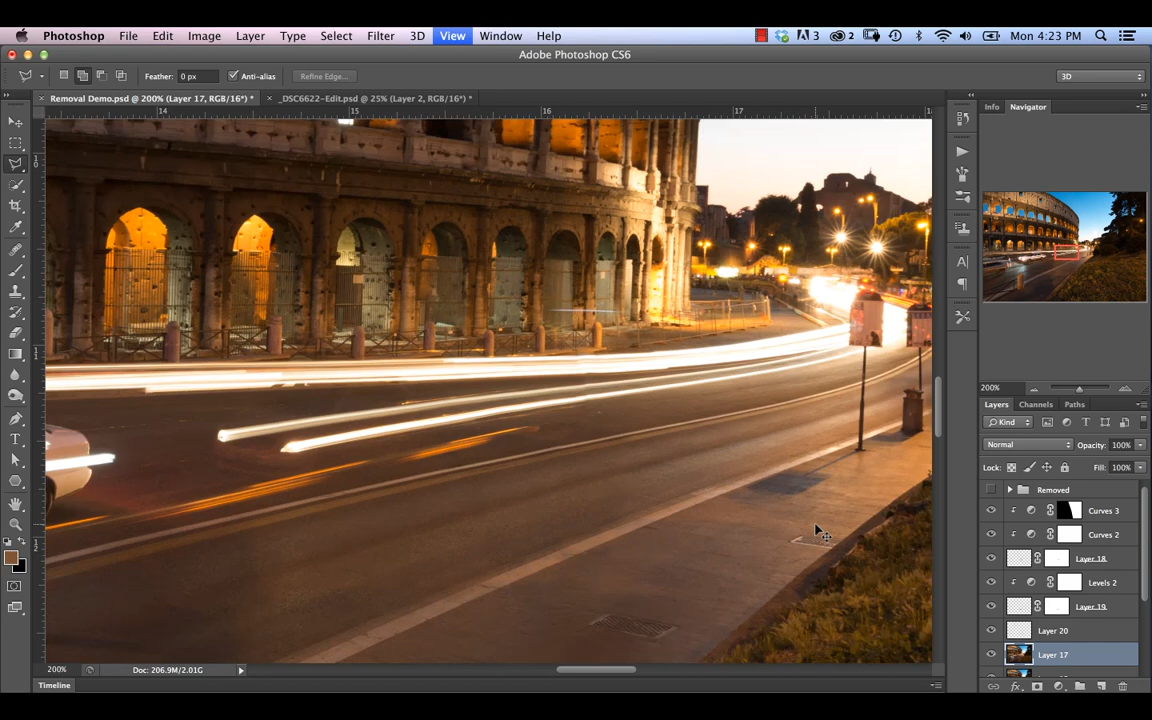 Photoshop File Edit Image Layer Type Select Filter 3D View Window Help 3 2 Mon 4:23 PM
Adobe Photoshop CS6
Feather: 0 px Anti-alias Refine Edge... 3D
Removal Demo.psd @ 200% (Layer 17, RGB/16*) * _DSC6622-Edit.psd @ 25% (Layer 2, RGB/16*) *
Info Navigator
14 15 16 17
10
11
12
200%
Layers Channels Paths
Kind
Normal Opacity: 100%
Lock: Fill: 100%
Removed
Curves 3
Curves 2
Layer 18
Levels 2
Layer 19
Layer 20
Layer 17
200% Doc: 206.9M/2.01G
Timeline